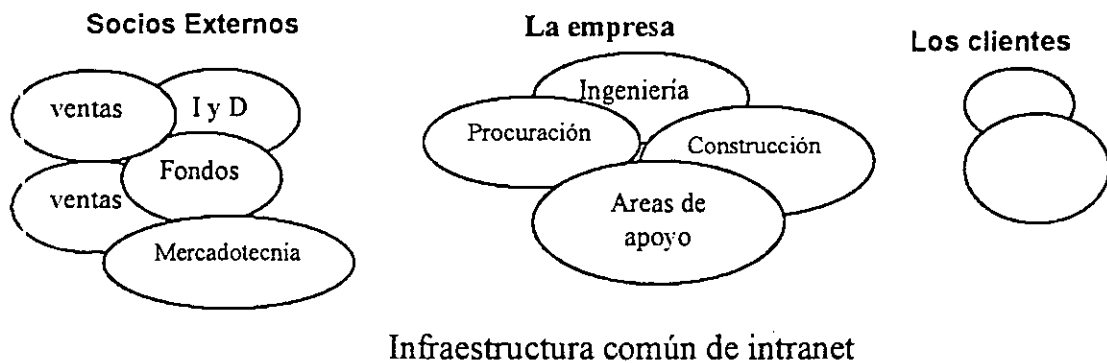 Socios Externos
ventas
I y D
Fondos
ventas
Mercadotecnia
La empresa
Ingeniería
Procuración
Construcción
Areas de
apoyo
Los clientes
Infraestructura común de intranet